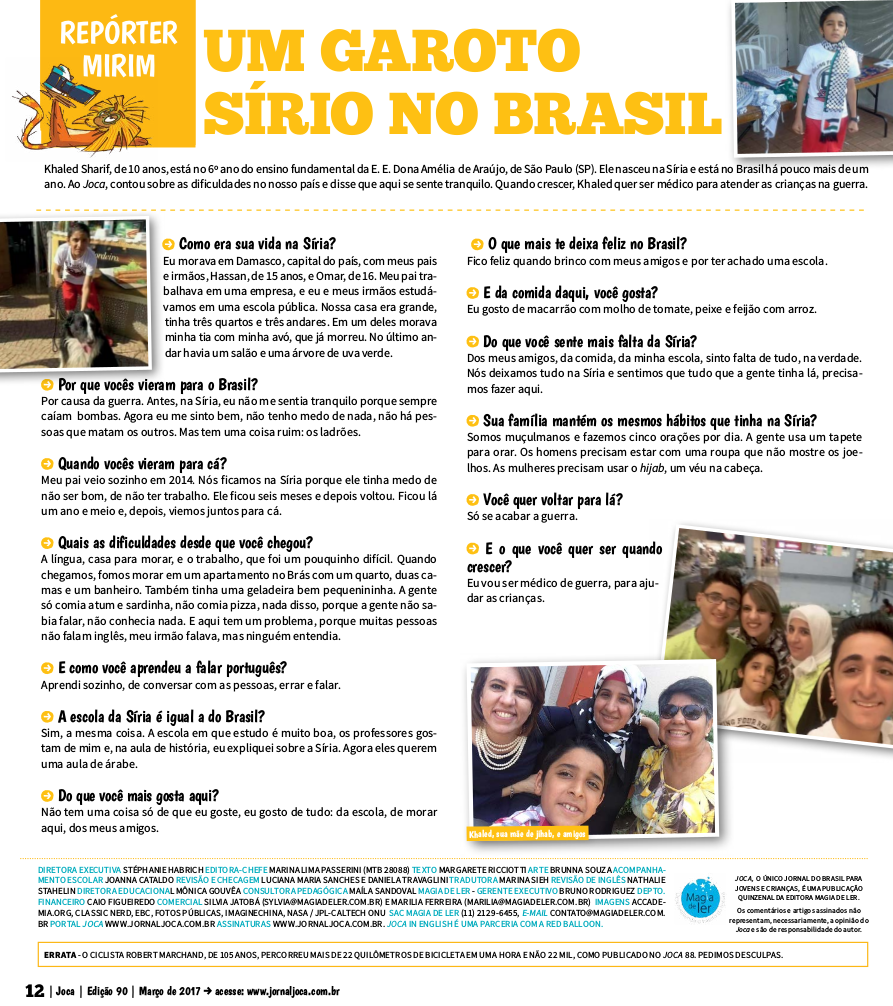 REPÓRTER
MIRIM
UM GAROTO
SÍRIO NO BRASIL
Khaled Sharif, de 10 anos, está no 6º ano do ensino fundamental da E. E. Dona Amélia de Araújo, de São Paulo (SP). Ele nasceu na Síria e está no Brasil há pouco mais de um
ano. Ao Joca, contou sobre as dificuldades no nosso país e disse que aqui se sente tranquilo. Quando crescer, Khaled quer ser médico para atender as crianças na guerra.
Como era sua vida na Síria?
Eu morava em Damasco, capital do país, com meus pais
e irmãos, Hassan, de 15 anos, e Omar, de 16. Meu pai tra-
balhava em uma empresa, e eu e meus irmãos estudá-
vamos em uma escola pública. Nossa casa era grande,
tinha três quartos e três andares. Em um deles morava
minha tia com minha avó, que já morreu. No último an-
dar havia um salão e uma árvore de uva verde.
Por que vocês vieram para o Brasil?
Por causa da guerra. Antes, na Síria, eu não me sentia tranquilo porque sempre
caíam bombas. Agora eu me sinto bem, não tenho medo de nada, não há pes-
soas que matam os outros. Mas tem uma coisa ruim: os ladrões.
Quando vocês vieram para cá?
Meu pai veio sozinho em 2014. Nós ficamos na Síria porque ele tinha medo de
não ser bom, de não ter trabalho. Ele ficou seis meses e depois voltou. Ficou lá
um ano e meio e, depois, viemos juntos para cá.
Quais as dificuldades desde que você chegou?
A língua, casa para morar, e o trabalho, que foi um pouquinho difícil. Quando
chegamos, fomos morar em um apartamento no Brás com um quarto, duas ca-
mas e um banheiro. Também tinha uma geladeira bem pequenininha. A gente
só comia atum e sardinha, não comia pizza, nada disso, porque a gente não sa-
bia falar, não conhecia nada. E aqui tem um problema, porque muitas pessoas
não falam inglês, meu irmão falava, mas ninguém entendia.
E como você aprendeu a falar português?
Aprendi sozinho, de conversar com as pessoas, errar e falar.
A escola da Síria é igual a do Brasil?
Sim, a mesma coisa. A escola em que estudo é muito boa, os professores gos-
tam de mim e, na aula de história, eu expliquei sobre a Síria. Agora eles querem
uma aula de árabe.
Do que você mais gosta aqui?
Não tem uma coisa só de que eu goste, eu gosto de tudo: da escola, de morar
aqui, dos meus amigos.
O que mais te deixa feliz no Brasil?
Fico feliz quando brinco com meus amigos e por ter achado uma escola.
E da comida daqui, você gosta?
Eu gosto de macarrão com molho de tomate, peixe e feijão com arroz.
Do que você sente mais falta da Síria?
Dos meus amigos, da comida, da minha escola, sinto falta de tudo, na verdade.
Nós deixamos tudo na Síria e sentimos que tudo que a gente tinha lá, precisa-
mos fazer aqui.
Sua família mantém os mesmos hábitos que tinha na Síria?
Somos muçulmanos e fazemos cinco orações por dia. A gente usa um tapete
para orar. Os homens precisam estar com uma roupa que não mostre os joe-
lhos. As mulheres precisam usar o hijab, um véu na cabeça.
Você quer voltar para lá?
Só se acabar a guerra.
E o que você quer ser quando
crescer?
Eu vou ser médico de guerra, para aju-
dar as crianças.
Khaled, sua mãe de jihab, e amigos
DIRETORA EXECUTIVA STÉPHANIE HABRICH EDITORA-CHEFE MARINA LIMA PASSERINI (MTB 28088) TEXTO MARGARETE RICCIOTTI ARTE BRUNNA SOUZA ACOMPANHA-
MENTO ESCOLAR JOANNA CATALDO REVISÃO E CHECAGEM LUCIANA MARIA SANCHES E DANIELA TRAVAGLINI TRADUTORA MARINA SIEH REVISÃO DE INGLÊS NATHALIE
STAHELIN DIRETORA EDUCACIONAL MÔNICA GOUVÊA CONSULTORA PEDAGÓGICA MAÍLA SANDOVAL MAGIA DE LER - GERENTE EXECUTIVO BRUNO RODRIGUEZ DEPTO.
FINANCEIRO CAIO FIGUEIREDO COMERCIAL SILVIA JATOBÁ (SYLVIA@MAGIADELER.COM.BR) E MARILIA FERREIRA (MARILIA@MAGIADELER.COM.BR) IMAGENS ACCADE-
MIA.ORG, CLASSIC NERD, EBC, FOTOS PÚBLICAS, IMAGINECHINA, NASA / JPL-CALTECH ONU SAC MAGIA DE LER (11) 2129-6455, E-MAIL CONTATO@MAGIADELER.COM.
BR PORTAL JOCA WWW.JORNALJOCA.COM.BR ASSINATURAS WWW.JORNALJOCA.COM.BR. JOCA IN ENGLISH É UMA PARCERIA COM A RED BALLOON.
Magia
de ler
JOCA, O ÚNICO JORNAL DO BRASIL PARA
JOVENS E CRIANÇAS, É UMA PUBLICAÇÃO
QUINZENAL DA EDITORA MAGIA DE LER.
Os comentários e artigos assinados não
representam, necessariamente, a opinião do
Joca e são de responsabilidade do autor.
ERRATA - O CICLISTA ROBERT MARCHAND, DE 105 ANOS, PERCORREU MAIS DE 22 QUILÔMETROS DE BICICLETA EM UMA HORA E NÃO 22 MIL, COMO PUBLICADO NO JOCA 88. PEDIMOS DESCULPAS.
12 | Joca | Edição 90 | Março de 2017 → acesse: www.jornaljoca.com.br